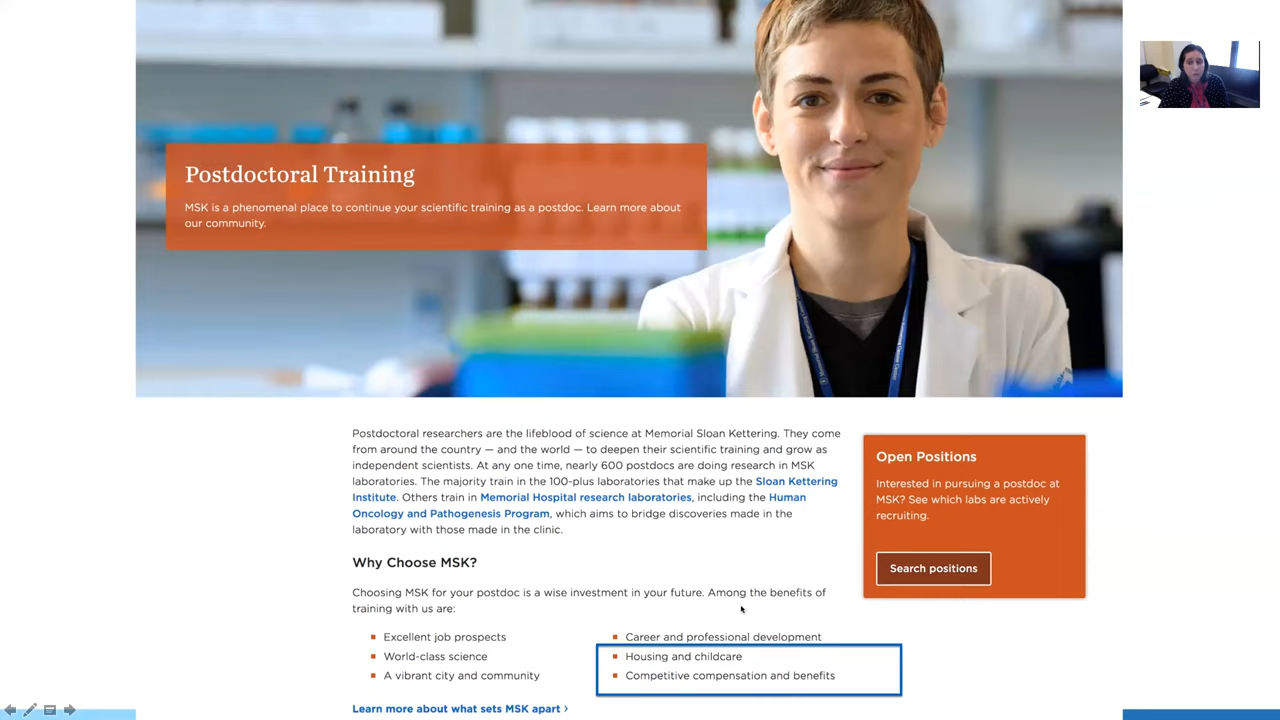 Postdoctoral Training
MSK is a phenomenal place to continue your scientific training as a postdoc. Learn more about
our community.
Postdoctoral researchers are the lifeblood of science at Memorial Sloan Kettering. They come
from around the country — and the world — to deepen their scientific training and grow as
independent scientists. At any one time, nearly 600 postdocs are doing research in MSK
laboratories. The majority train in the 100-plus laboratories that make up the Sloan Kettering
Institute. Others train in Memorial Hospital research laboratories, including the Human
Oncology and Pathogenesis Program, which aims to bridge discoveries made in the
laboratory with those made in the clinic.
Open Positions
Interested in pursuing a postdoc at
MSK? See which labs are actively
recruiting.
Search positions
Why Choose MSK?
Choosing MSK for your postdoc is a wise investment in your future. Among the benefits of
training with us are:
Excellent job prospects
World-class science
A vibrant city and community
Career and professional development
Housing and childcare
Competitive compensation and benefits
Learn more about what sets MSK apart ›